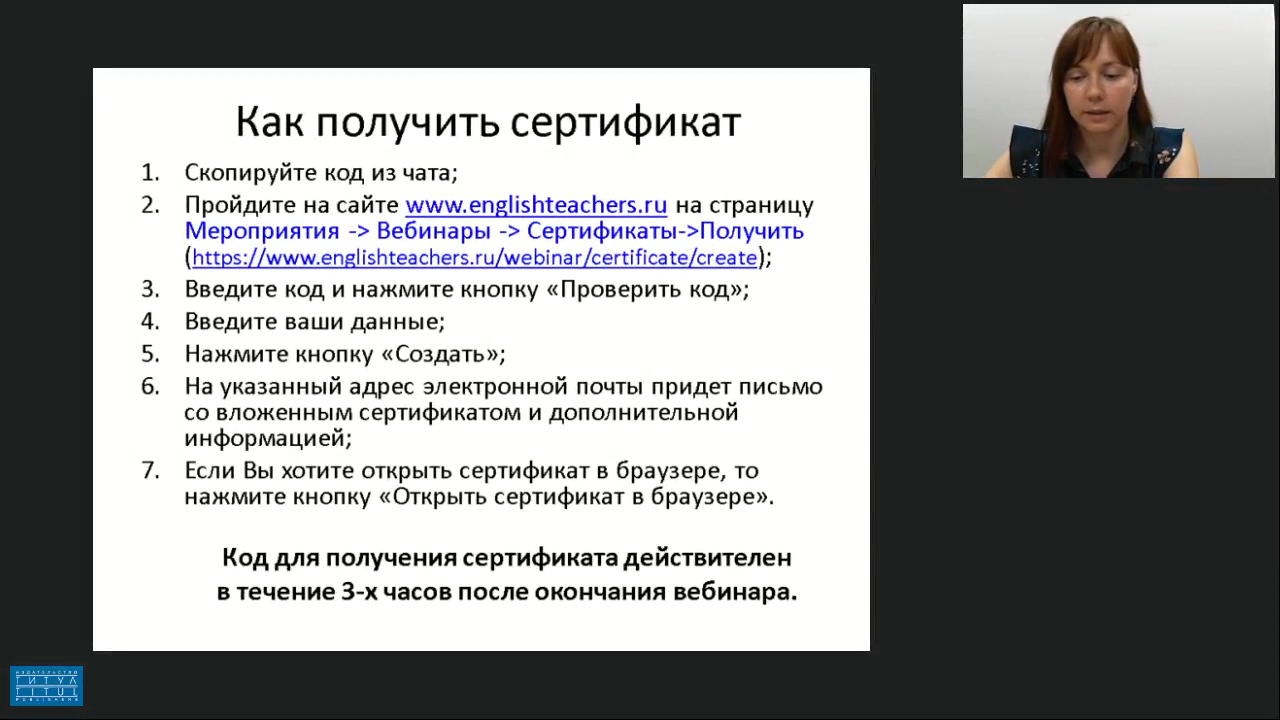 Как получить сертификат
1. Скопируйте код из чата;
2. Пройдите на сайте www.englishteachers.ru на страницу
Мероприятия -> Вебинары -> Сертификаты->Получить
(https://www.englishteachers.ru/webinar/certificate/create);
3. Введите код и нажмите кнопку «Проверить код»;
4. Введите ваши данные;
5. Нажмите кнопку «Создать»;
6. На указанный адрес электронной почты придет письмо
со вложенным сертификатом и дополнительной
информацией;
7. Если Вы хотите открыть сертификат в браузере, то
нажмите кнопку «Открыть сертификат в браузере».
Код для получения сертификата действителен
в течение 3-х часов после окончания вебинара.
ИЗДАТЕЛЬСТВО
ТИТУЛ
TITUL
PUBLISHERS